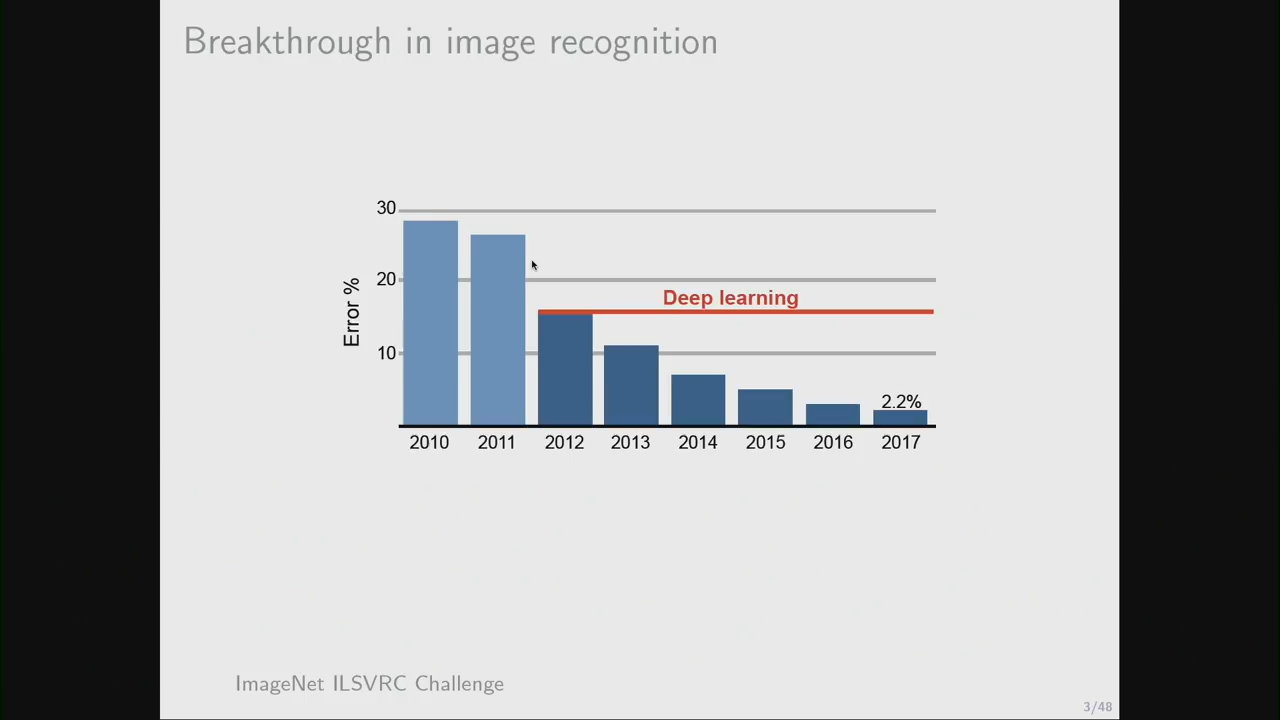 Breakthrough in image recognition
30
20
10
Error %
Deep learning
2.2%
2010 2011 2012 2013 2014 2015 2016 2017
ImageNet ILSVRC Challenge
3/48